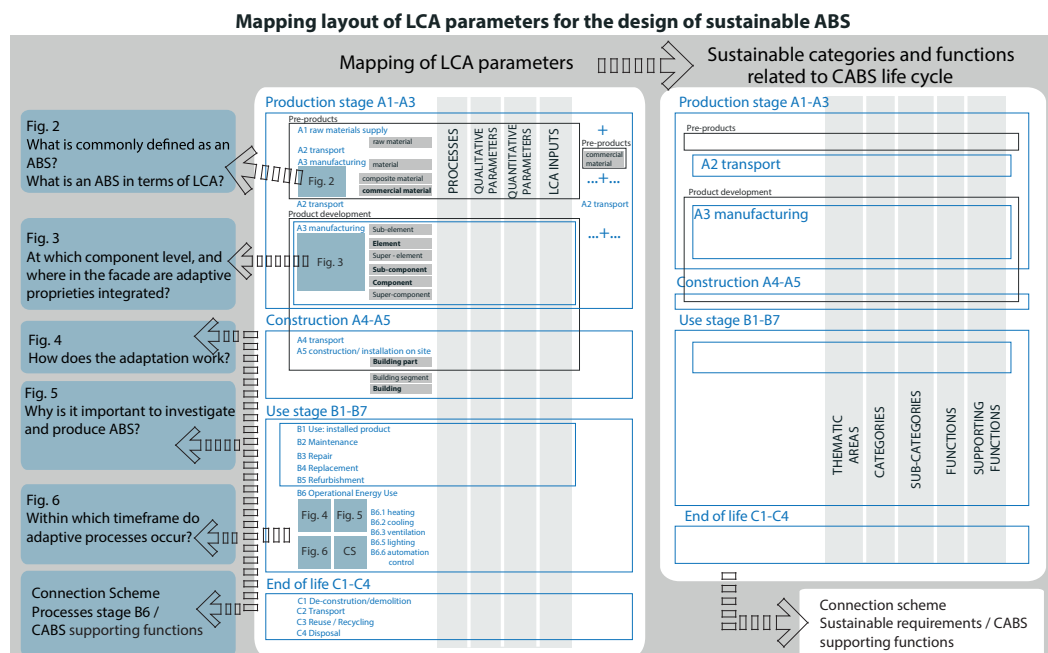 Mapping layout of LCA parameters for the design of sustainable ABS
Mapping of LCA parameters
Sustainable categories and functions
related to CABS life cycle
Fig. 2
What is commonly defined as an
ABS?
What is an ABS in terms of LCA?
Fig. 3
At which component level, and
where in the facade are adaptive
proprieties integrated?
Fig. 4
How does the adaptation work?
Fig. 5
Why is it important to investigate
and produce ABS?
Fig. 6
Within which timeframe do
adaptive processes occur?
Connection Scheme
Processes stage B6 /
CABS supporting functions
Production stage A1-A3
Pre-products
A1 raw materials supply
raw material
A2 transport
A3 manufacturing
material
Fig. 2
composite material
commercial material
A2 transport
Product development
A3 manufacturing
Sub-element
Element
Super - element
Fig. 3
Sub-component
Component
Super-component
PROCESSES
QUALITATIVE
PARAMETERS
QUANTITATIVE
PARAMETERS
LCA INPUTS
+
Pre-products
commercial
material
...+...
A2 transport
...+...
Construction A4-A5
A4 transport
A5 construction/ installation on site
Building part
Building segment
Building
Use stage B1-B7
B1 Use: installed product
B2 Maintenance
B3 Repair
B4 Replacement
B5 Refurbishment
B6 Operational Energy Use
Fig. 4
Fig. 5
Fig. 6
CS
B6.1 heating
B6.2 cooling
B6.3 ventilation
B6.5 lighting
B6.6 automation
control
End of life C1-C4
C1 De-constrution/demolition
C2 Transport
C3 Reuse / Recycling
C4 Disposal
Production stage A1-A3
Pre-products
A2 transport
Product development
A3 manufacturing
Construction A4-A5
Use stage B1-B7
THEMATIC
AREAS
CATEGORIES
SUB-CATEGORIES
FUNCTIONS
SUPPORTING
FUNCTIONS
End of life C1-C4
Connection scheme
Sustainable requirements / CABS
supporting functions